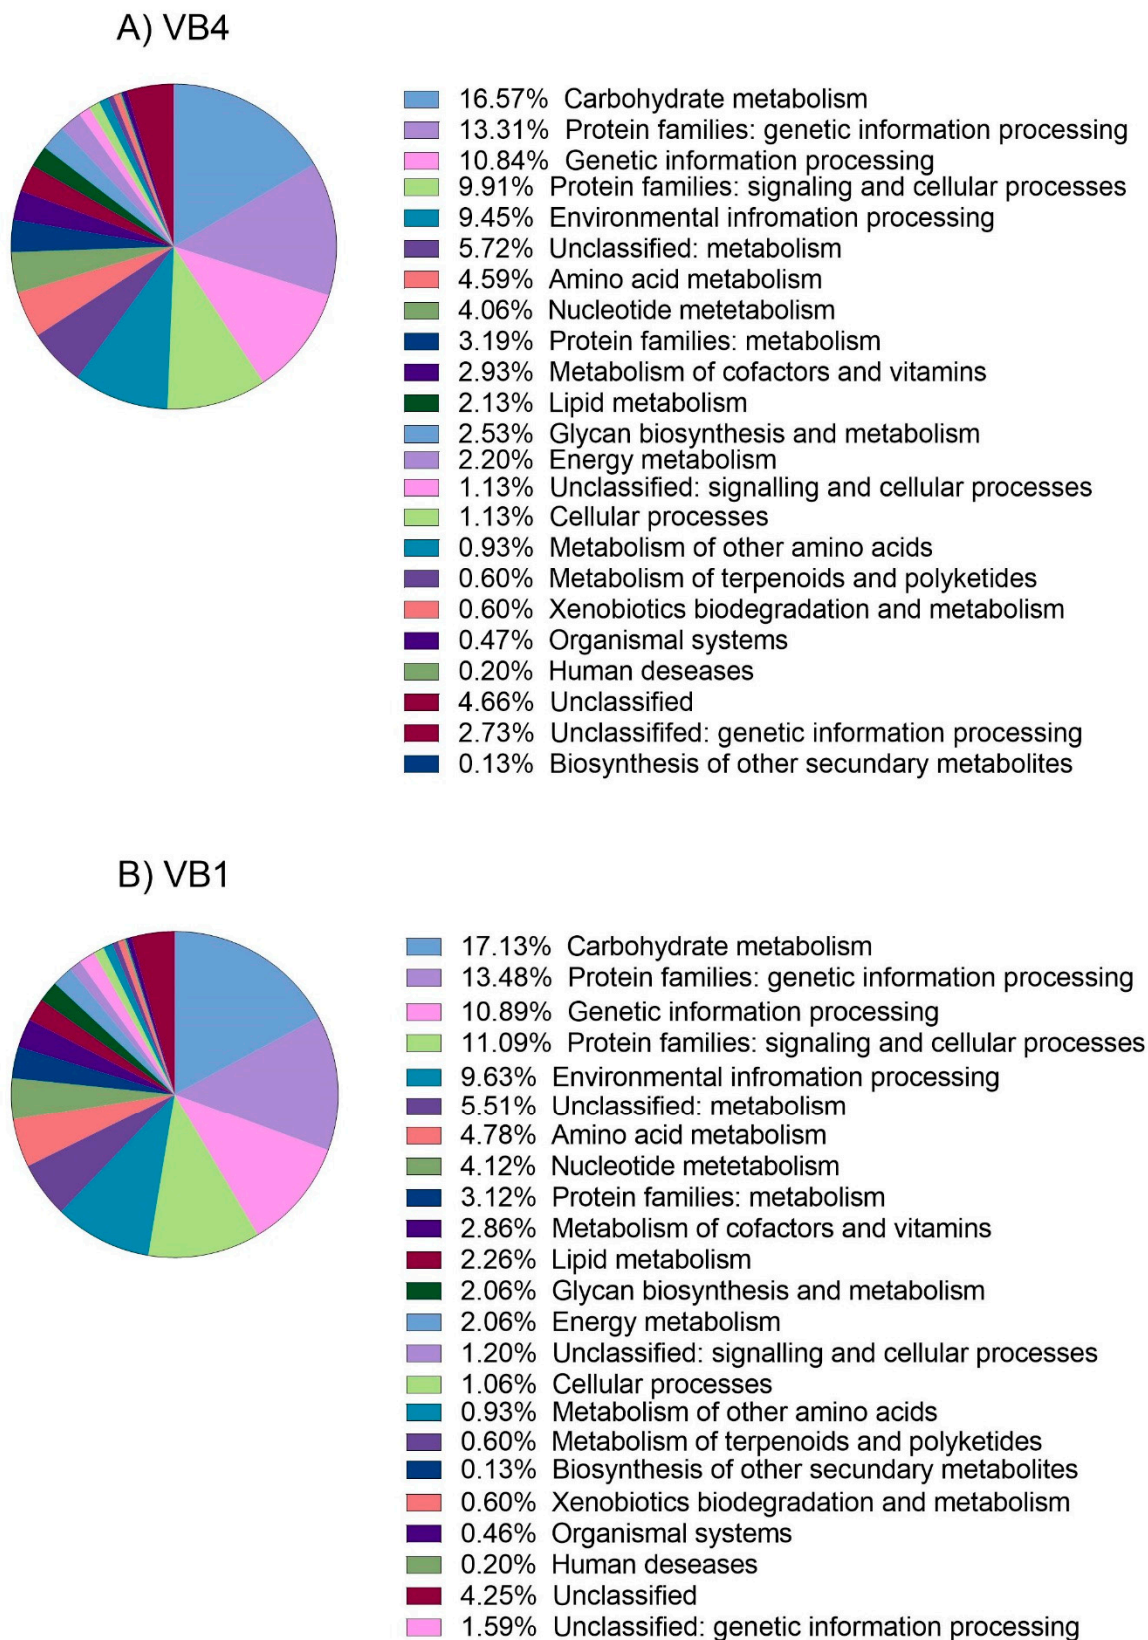 A) VB4
16.57% Carbohydrate metabolism
13.31% Protein families: genetic information processing
10.84% Genetic information processing
9.91% Protein families: signaling and cellular processes
9.45% Environmental infromation processing
5.72% Unclassified: metabolism
4.59% Amino acid metabolism
4.06% Nucleotide metetabolism
3.19% Protein families: metabolism
2.93% Metabolism of cofactors and vitamins
2.13% Lipid metabolism
2.53% Glycan biosynthesis and metabolism
2.20% Energy metabolism
1.13% Unclassified: signalling and cellular processes
1.13% Cellular processes
0.93% Metabolism of other amino acids
0.60% Metabolism of terpenoids and polyketides
0.60% Xenobiotics biodegradation and metabolism
0.47% Organismal systems
0.20% Human deseases
4.66% Unclassified
2.73% Unclassififed: genetic information processing
0.13% Biosynthesis of other secundary metabolites
B) VB1
17.13% Carbohydrate metabolism
13.48% Protein families: genetic information processing
10.89% Genetic information processing
11.09% Protein families: signaling and cellular processes
9.63% Environmental infromation processing
5.51% Unclassified: metabolism
4.78% Amino acid metabolism
4.12% Nucleotide metetabolism
3.12% Protein families: metabolism
2.86% Metabolism of cofactors and vitamins
2.26% Lipid metabolism
2.06% Glycan biosynthesis and metabolism
2.06% Energy metabolism
1.20% Unclassified: signalling and cellular processes
1.06% Cellular processes
0.93% Metabolism of other amino acids
0.60% Metabolism of terpenoids and polyketides
0.13% Biosynthesis of other secundary metabolites
0.60% Xenobiotics biodegradation and metabolism
0.46% Organismal systems
0.20% Human deseases
4.25% Unclassified
1.59% Unclassified: genetic information processing